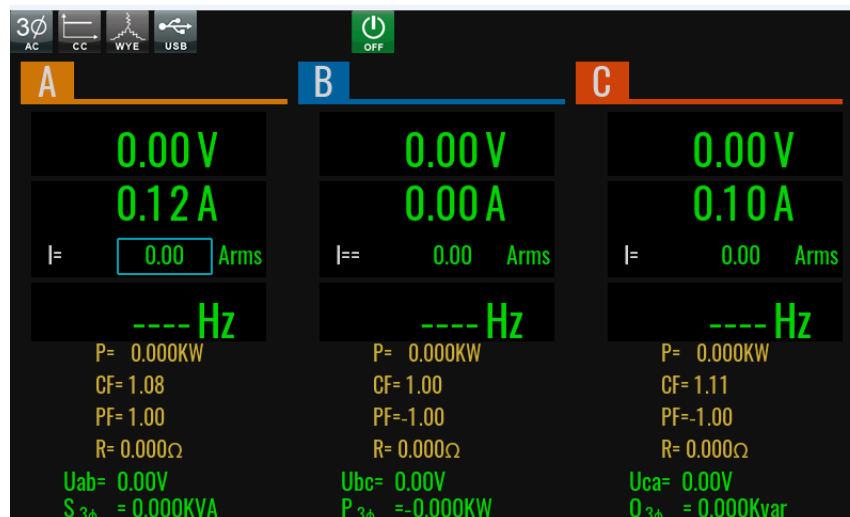 3Ø AC CC WYE USB OFF
A B C
0.00 V 0.00 V 0.00 V
0.12 A 0.00 A 0.10 A
I= 0.00 Arms I== 0.00 Arms I= 0.00 Arms
---- Hz ---- Hz ---- Hz
P= 0.000KW P= 0.000KW P= 0.000KW
CF= 1.08 CF= 1.00 CF= 1.11
PF= 1.00 PF=-1.00 PF=-1.00
R= 0.000Ω R= 0.000Ω R= 0.000Ω
Uab= 0.00V Ubc= 0.00V Uca= 0.00V
S 3ϕ = 0.000KVA P 3ϕ =-0.000KW Q 3ϕ = 0.000Kvar